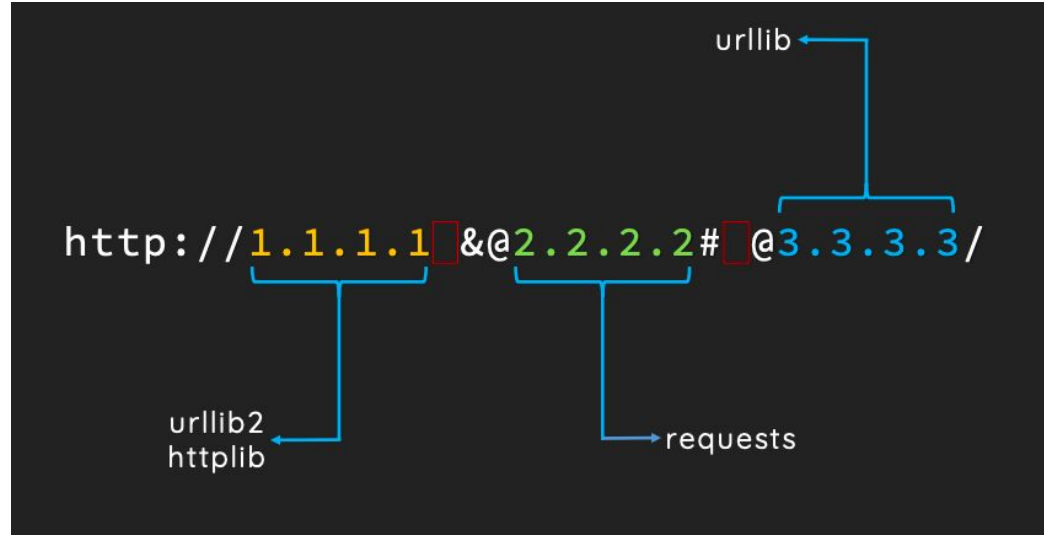 urllib
http://1.1.1.1 &@2.2.2.2# @3.3.3.3/
urllib2
httplib
requests